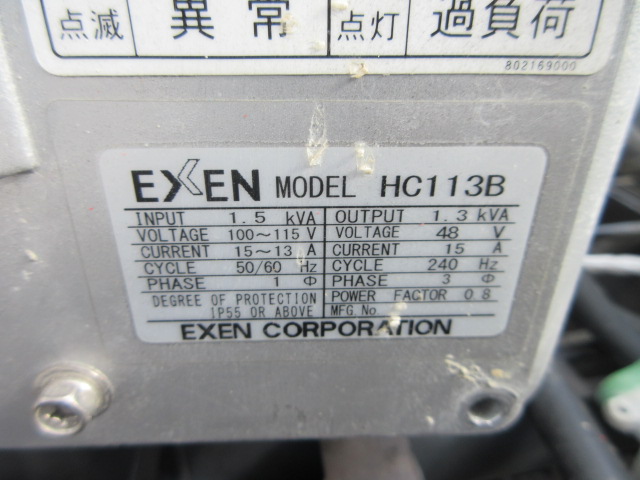 点滅 異常 点灯 過負荷
802169000
EXEN MODEL HC113B
INPUT 1.5 kVA OUTPUT 1.3 kVA
VOLTAGE 100～115 V VOLTAGE 48 V
CURRENT 15～13 A CURRENT 15 A
CYCLE 50/60 Hz CYCLE 240 Hz
PHASE 1 Φ PHASE 3 Φ
DEGREE OF PROTECTION POWER FACTOR 0.8
IP55 OR ABOVE MFG.No
EXEN CORPORATION